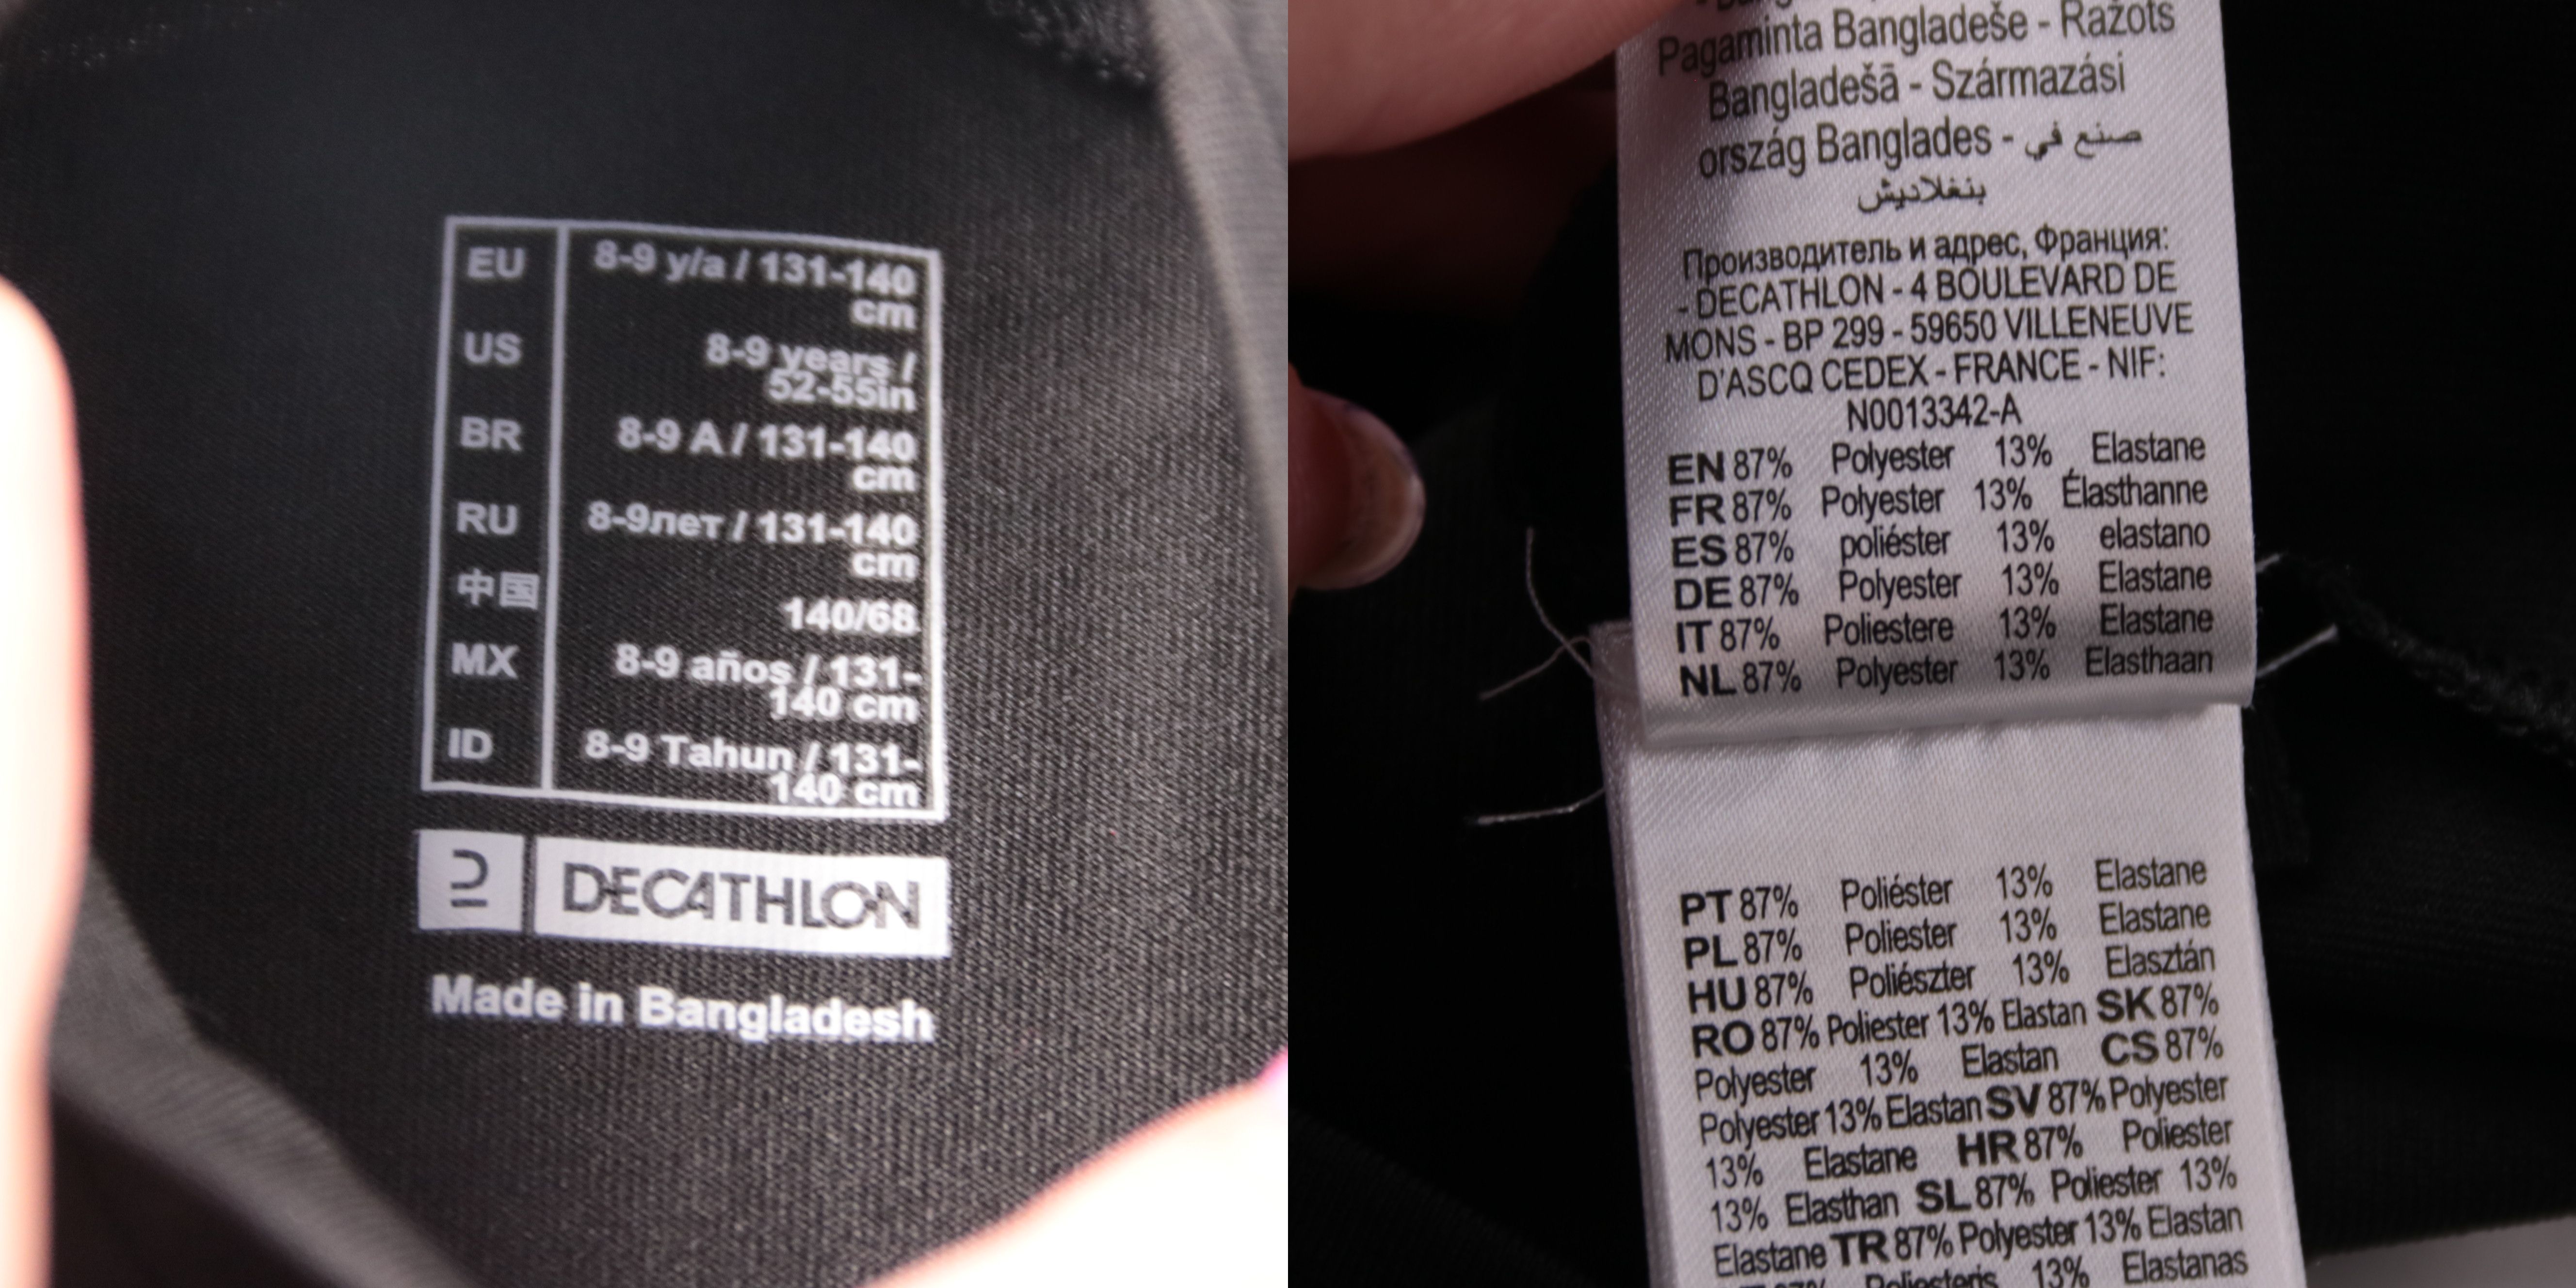 EU 8-9 y/a / 131-140
cm
US 8-9 years /
52-55in
BR 8-9 A / 131-140
cm
RU 8-9лет / 131-140
cm
中国 140/68
MX 8-9 años / 131-
140 cm
ID 8-9 Tahun / 131-
140 cm
DECATHLON
Made in Bangladesh
Pagaminta Bangladeše - Ražots
Bangladešā - Származási
ország Banglades - صنع في
بنغلاديش
Производитель и адрес, Франция:
- DECATHLON - 4 BOULEVARD DE
MONS - BP 299 - 59650 VILLENEUVE
D'ASCQ CEDEX - FRANCE - NIF:
N0013342-A
EN 87% Polyester 13% Elastane
FR 87% Polyester 13% Élasthanne
ES 87% poliéster 13% elastano
DE 87% Polyester 13% Elastane
IT 87% Poliestere 13% Elastane
NL 87% Polyester 13% Elasthaan
PT 87% Poliéster 13% Elastane
PL 87% Poliester 13% Elastane
HU 87% Poliészter 13% Elasztán
RO 87% Poliester 13% Elastan SK 87%
Polyester 13% Elastan CS 87%
Polyester 13% Elastan SV 87% Polyester
13% Elastane HR 87% Poliester
13% Elasthan SL 87% Poliester 13%
Elastane TR 87% Polyester 13% Elastan
87% Poliesteris 13% Elastanas